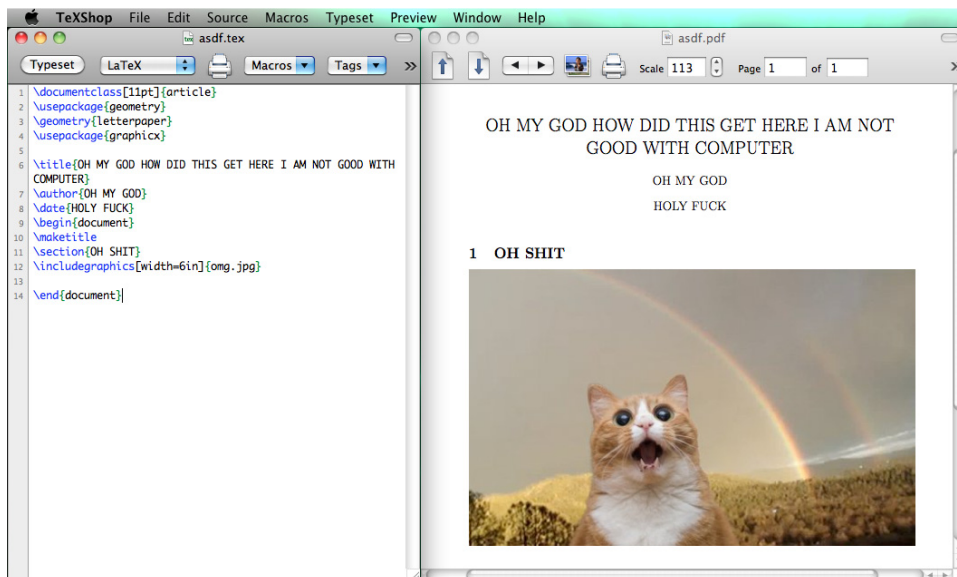 TeXShop File Edit Source Macros Typeset Preview Window Help
asdf.tex
Typeset LaTeX Macros Tags »
1 \documentclass[11pt]{article}
2 \usepackage{geometry}
3 \geometry{letterpaper}
4 \usepackage{graphicx}
5
6 \title{OH MY GOD HOW DID THIS GET HERE I AM NOT GOOD WITH
COMPUTER}
7 \author{OH MY GOD}
8 \date{HOLY FUCK}
9 \begin{document}
10 \maketitle
11 \section{OH SHIT}
12 \includegraphics[width=6in]{omg.jpg}
13
14 \end{document}
asdf.pdf
Scale 113 Page 1 of 1
OH MY GOD HOW DID THIS GET HERE I AM NOT
GOOD WITH COMPUTER
OH MY GOD
HOLY FUCK
1 OH SHIT